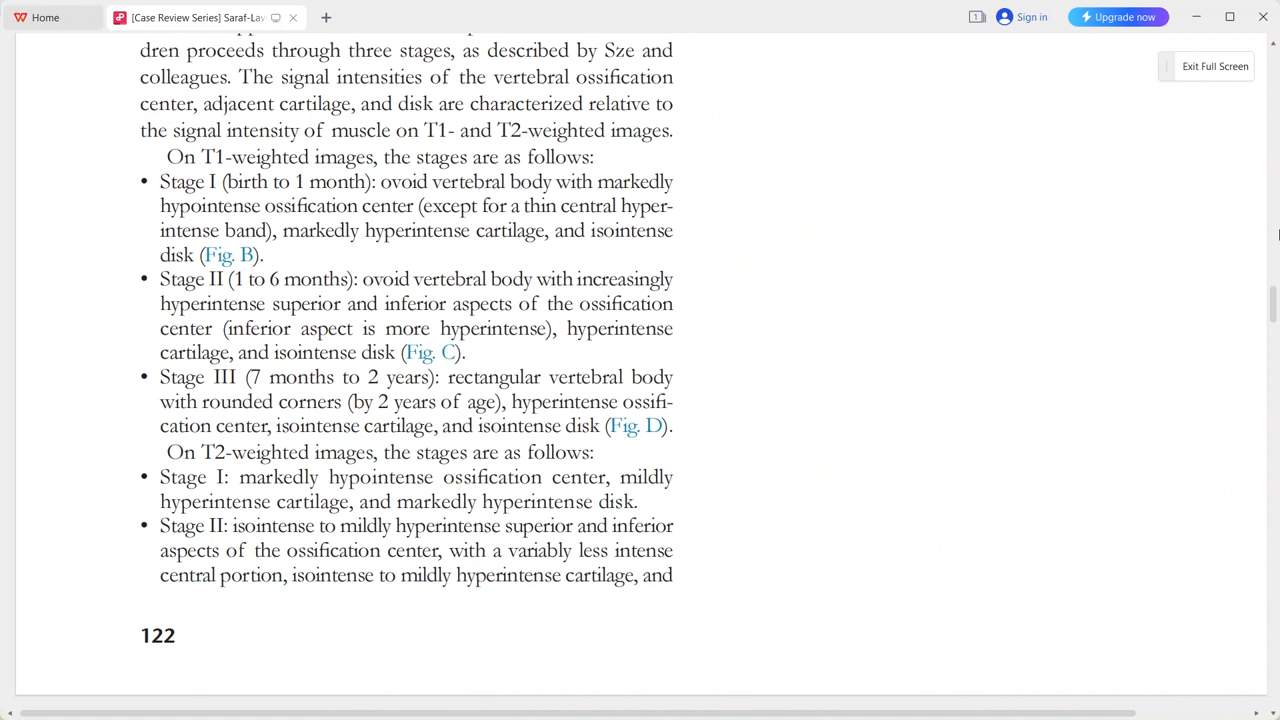 Home
[Case Review Series] Saraf-Lav
Sign in
Upgrade now
Exit Full Screen
dren proceeds through three stages, as described by Sze and
colleagues. The signal intensities of the vertebral ossification
center, adjacent cartilage, and disk are characterized relative to
the signal intensity of muscle on T1- and T2-weighted images.
On T1-weighted images, the stages are as follows:
• Stage I (birth to 1 month): ovoid vertebral body with markedly
hypointense ossification center (except for a thin central hyper-
intense band), markedly hyperintense cartilage, and isointense
disk (Fig. B).
• Stage II (1 to 6 months): ovoid vertebral body with increasingly
hyperintense superior and inferior aspects of the ossification
center (inferior aspect is more hyperintense), hyperintense
cartilage, and isointense disk (Fig. C).
• Stage III (7 months to 2 years): rectangular vertebral body
with rounded corners (by 2 years of age), hyperintense ossifi-
cation center, isointense cartilage, and isointense disk (Fig. D).
On T2-weighted images, the stages are as follows:
• Stage I: markedly hypointense ossification center, mildly
hyperintense cartilage, and markedly hyperintense disk.
• Stage II: isointense to mildly hyperintense superior and inferior
aspects of the ossification center, with a variably less intense
central portion, isointense to mildly hyperintense cartilage, and
122